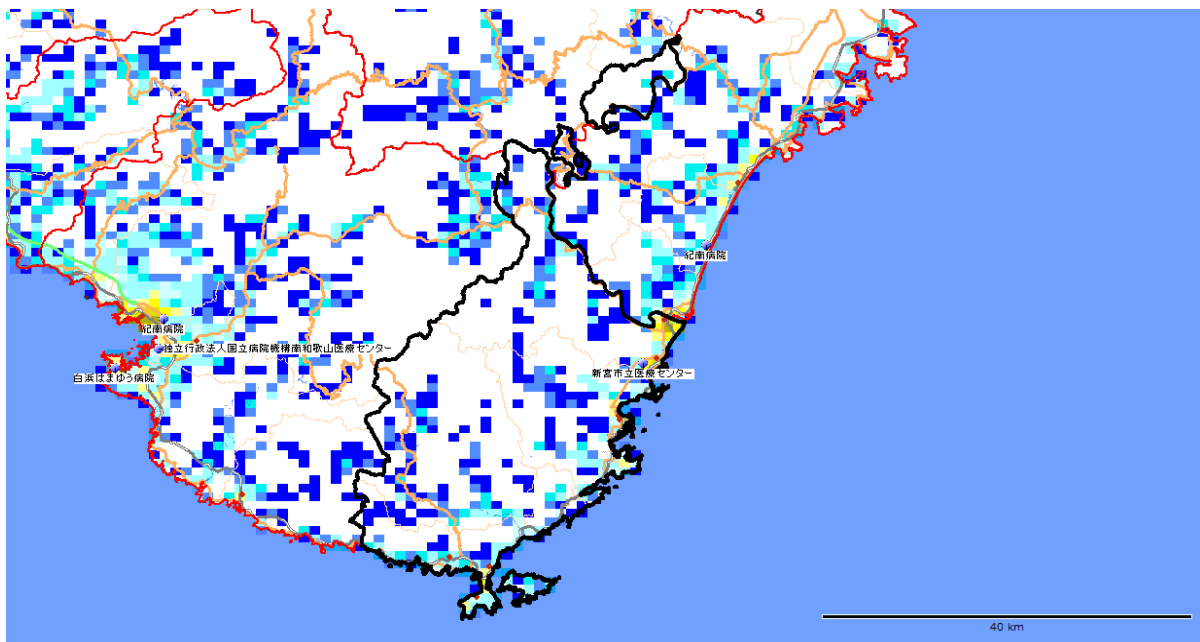 紀南病院
紀南病院
独立行政法人国立病院機構南和歌山医療センター
白浜はまゆう病院
新宮市立医療センター
40 km